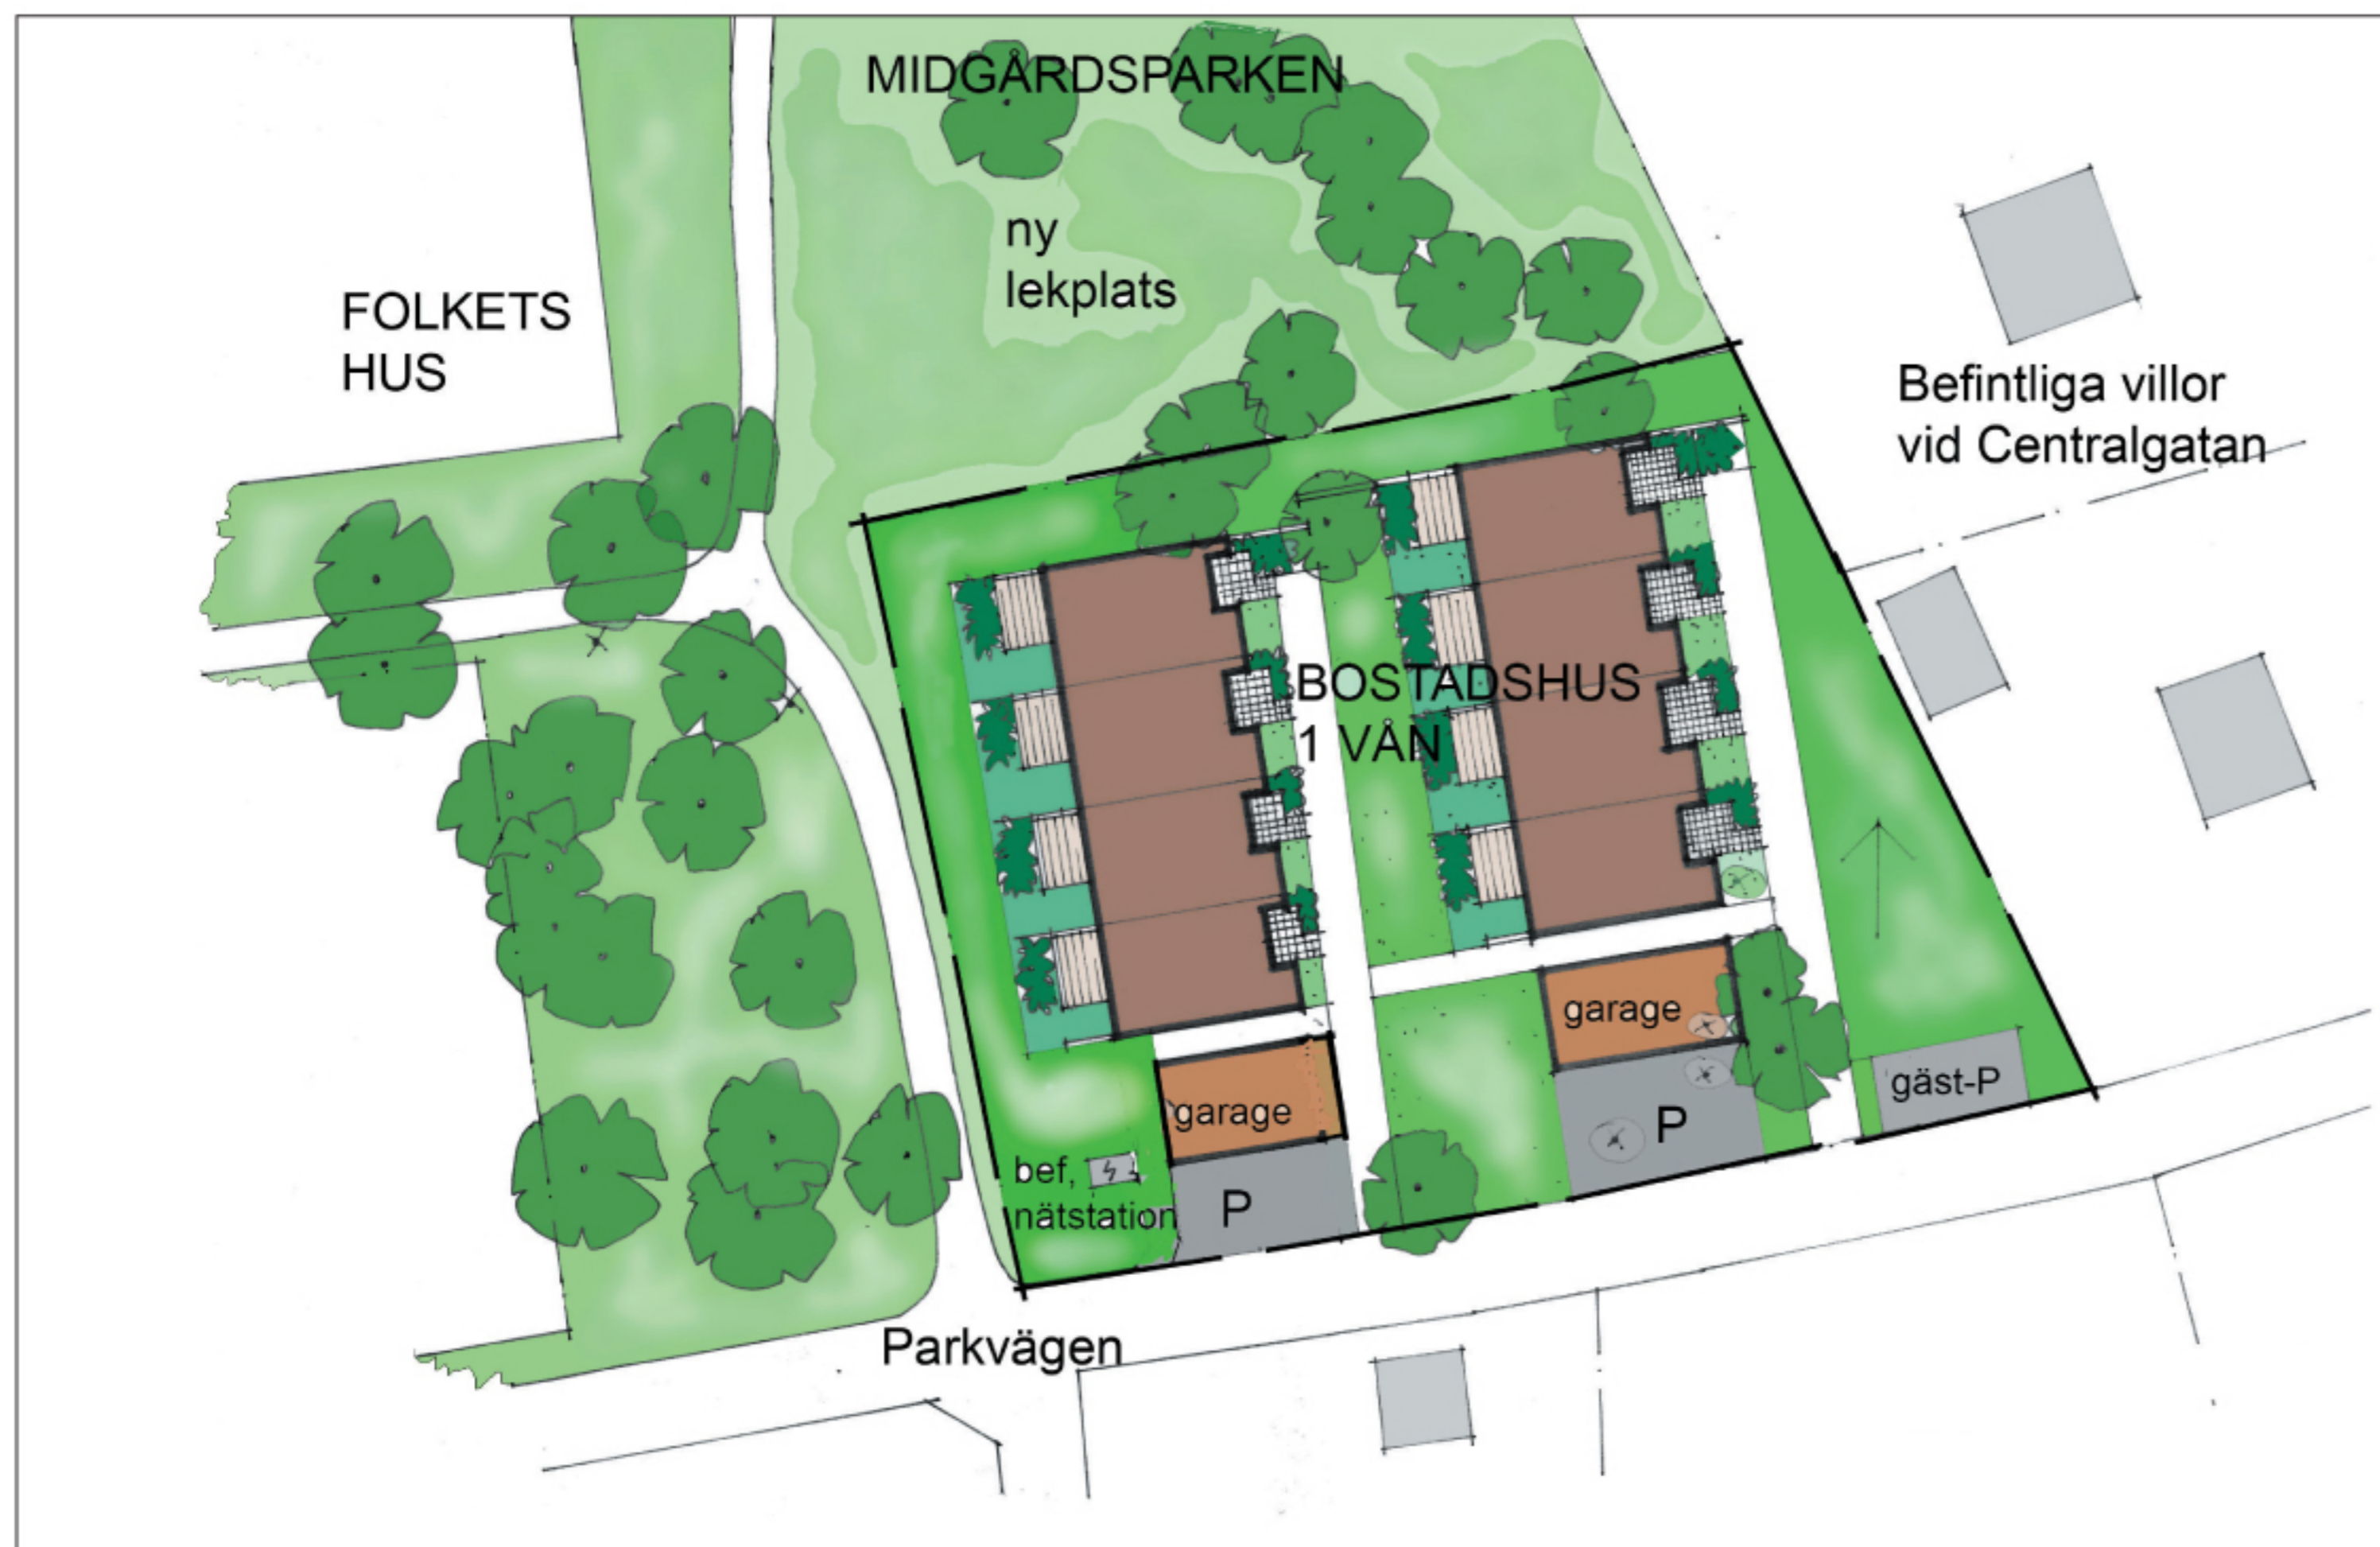 MIDGÅRDSPARKEN
ny
lekplats
FOLKETS
HUS
Befintliga villor
vid Centralgatan
BOSTADSHUS
1 VÅN
garage
garage
gäst-P
P
bef,
nätstation
P
Parkvägen